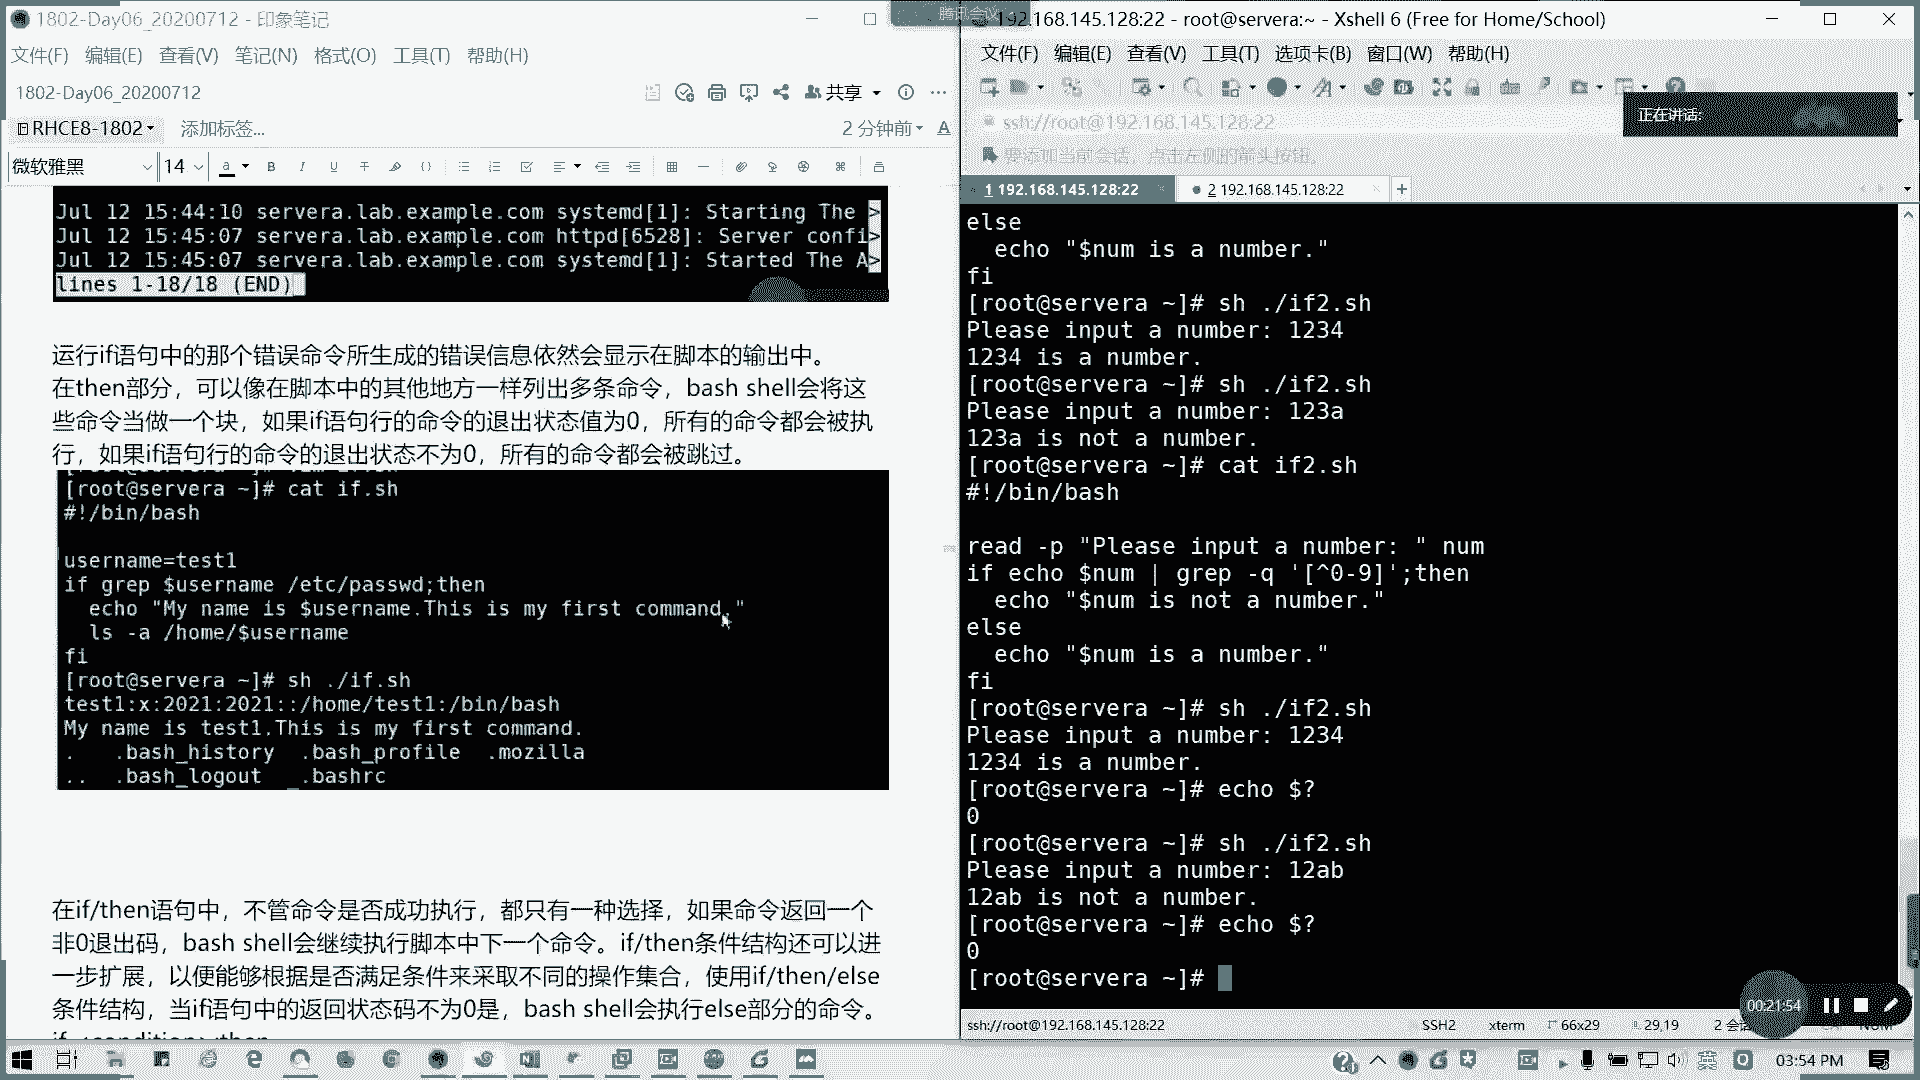 1802-Day06_20200712 - 印象笔记
文件(F) 编辑(E) 查看(V) 笔记(N) 格式(O) 工具(T) 帮助(H)
1802-Day06_20200712
共享
RHCE8-1802
添加标签...
2 分钟前
微软雅黑
14
Jul 12 15:44:10 servera.lab.example.com systemd[1]: Starting The >
Jul 12 15:45:07 servera.lab.example.com httpd[6528]: Server confi>
Jul 12 15:45:07 servera.lab.example.com systemd[1]: Started The A>
lines 1-18/18 (END)
运行if语句中的那个错误命令所生成的错误信息依然会显示在脚本的输出中。
在then部分，可以像在脚本中的其他地方一样列出多条命令，bash shell会将这
些命令当做一个块，如果if语句行的命令的退出状态值为0，所有的命令都会被执
行，如果if语句行的命令的退出状态不为0，所有的命令都会被跳过。
[root@servera ~]# cat if.sh
#!/bin/bash
username=test1
if grep $username /etc/passwd;then
echo "My name is $username.This is my first command."
ls -a /home/$username
fi
[root@servera ~]# sh ./if.sh
test1:x:2021:2021::/home/test1:/bin/bash
My name is test1.This is my first command.
. .bash_history .bash_profile .mozilla
.. .bash_logout .bashrc
在if/then语句中，不管命令是否成功执行，都只有一种选择，如果命令返回一个
非0退出码，bash shell会继续执行脚本中下一个命令。if/then条件结构还可以进
一步扩展，以便能够根据是否满足条件来采取不同的操作集合，使用if/then/else
条件结构，当if语句中的返回状态码不为0是，bash shell会执行else部分的命令。
腾讯会议
192.168.145.128:22 - root@servera:~ - Xshell 6 (Free for Home/School)
文件(F) 编辑(E) 查看(V) 工具(T) 选项卡(B) 窗口(W) 帮助(H)
正在讲话:
ssh://root@192.168.145.128:22
要添加当前会话，点击左侧的箭头按钮。
1 192.168.145.128:22
2 192.168.145.128:22
else
echo "$num is a number."
fi
[root@servera ~]# sh ./if2.sh
Please input a number: 1234
1234 is a number.
[root@servera ~]# sh ./if2.sh
Please input a number: 123a
123a is not a number.
[root@servera ~]# cat if2.sh
#!/bin/bash
read -p "Please input a number: " num
if echo $num | grep -q '[^0-9]';then
echo "$num is not a number."
else
echo "$num is a number."
fi
[root@servera ~]# sh ./if2.sh
Please input a number: 1234
1234 is a number.
[root@servera ~]# echo $?
0
[root@servera ~]# sh ./if2.sh
Please input a number: 12ab
12ab is not a number.
[root@servera ~]# echo $?
0
[root@servera ~]#
00:21:54
ssh://root@192.168.145.128:22
SSH2
xterm
66x29
29,19
03:54 PM
英